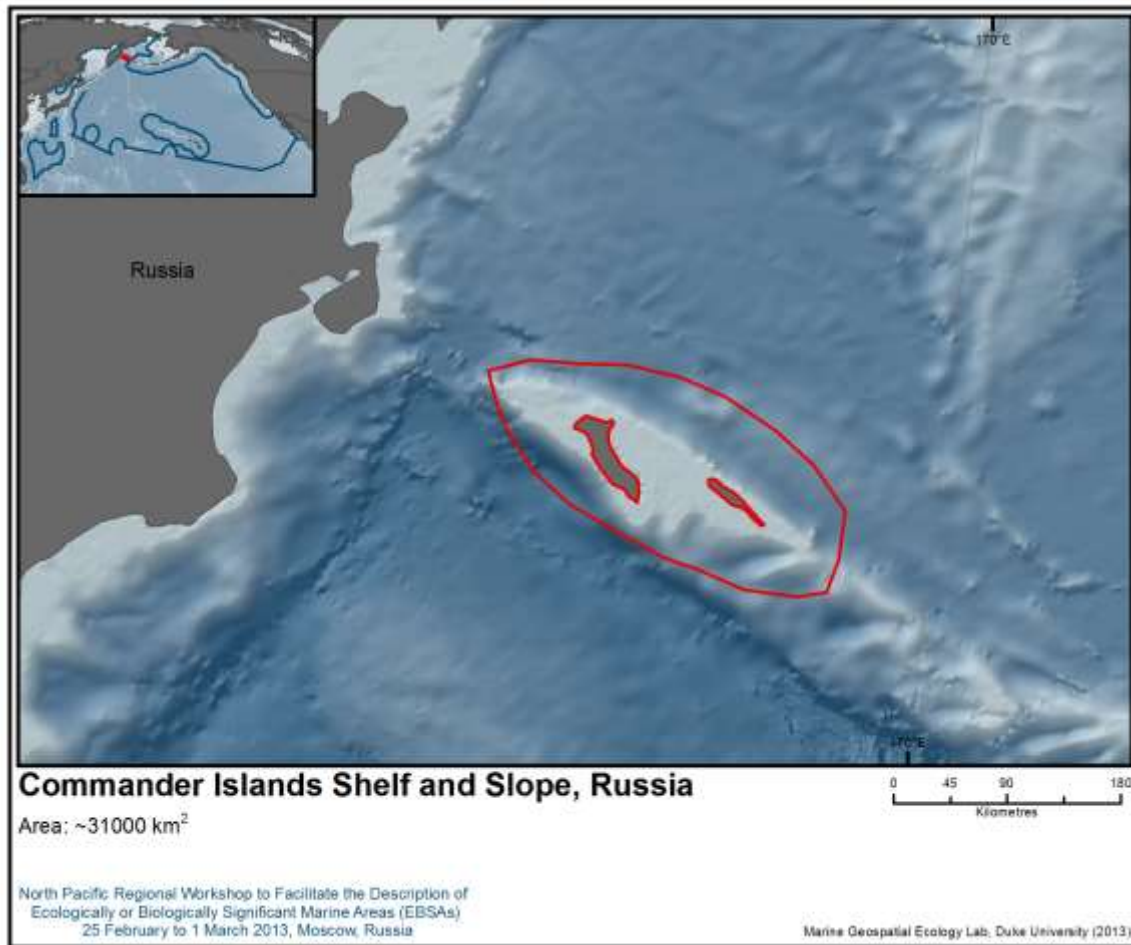 170°E
Russia
170°E
Commander Islands Shelf and Slope, Russia
Area: ~31000 km²
0 45 90 180
Kilometres
North Pacific Regional Workshop to Facilitate the Description of
Ecologically or Biologically Significant Marine Areas (EBSAs)
25 February to 1 March 2013, Moscow, Russia
Marine Geospatial Ecology Lab, Duke University (2013)